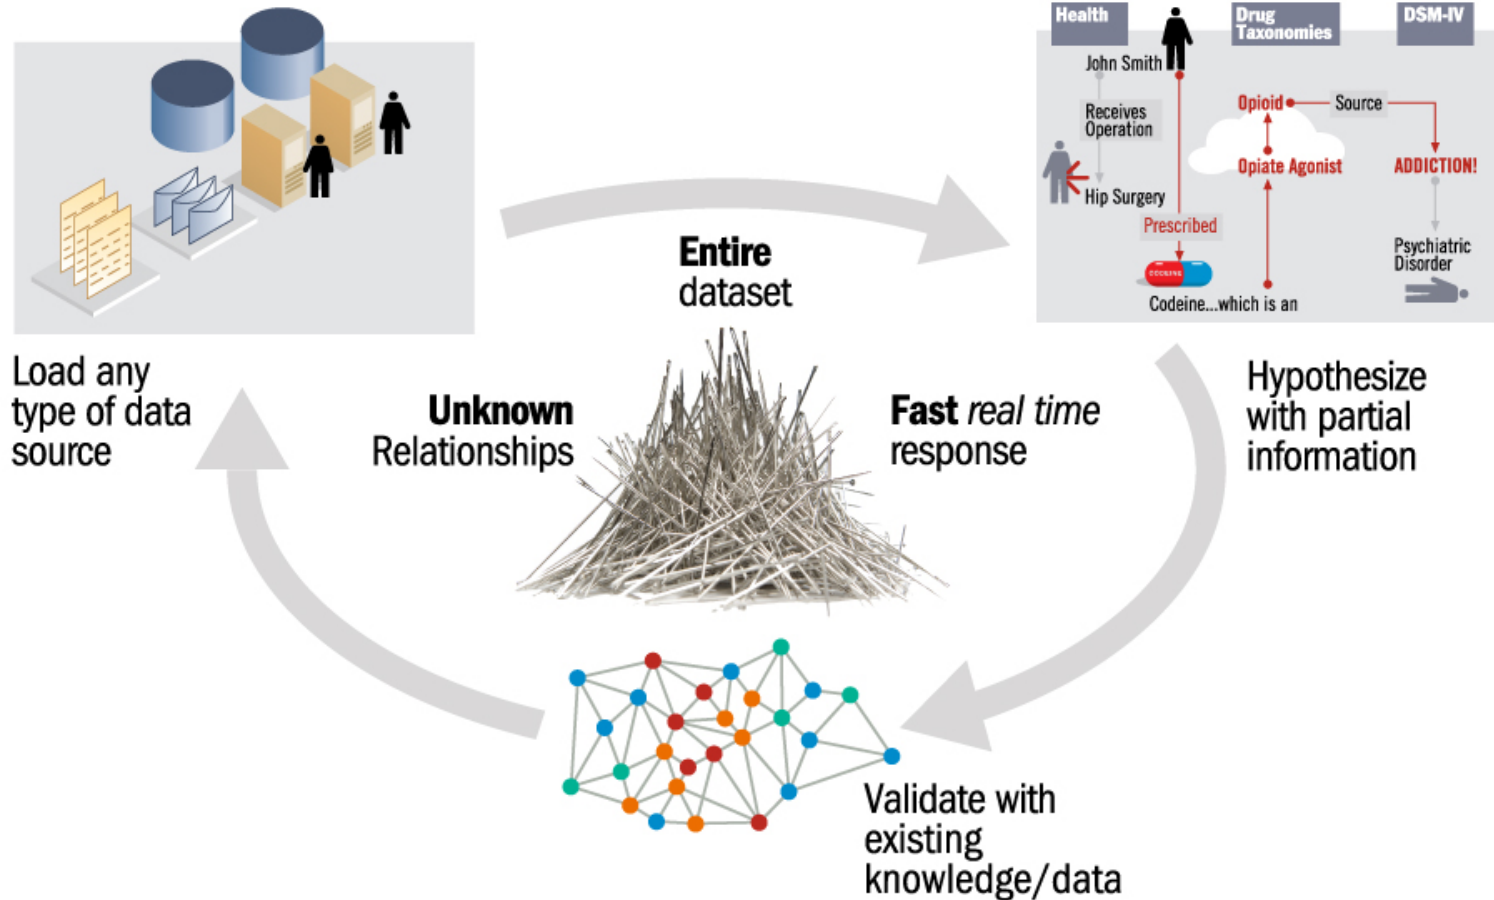 Health
Drug
Taxonomies
DSM-IV
John Smith
Receives
Operation
Hip Surgery
Prescribed
CODEINE
Codeine...which is an
Opioid
Source
Opiate Agonist
ADDICTION!
Psychiatric
Disorder
Entire
dataset
Load any
type of data
source
Unknown
Relationships
Fast real time
response
Hypothesize
with partial
information
Validate with
existing
knowledge/data